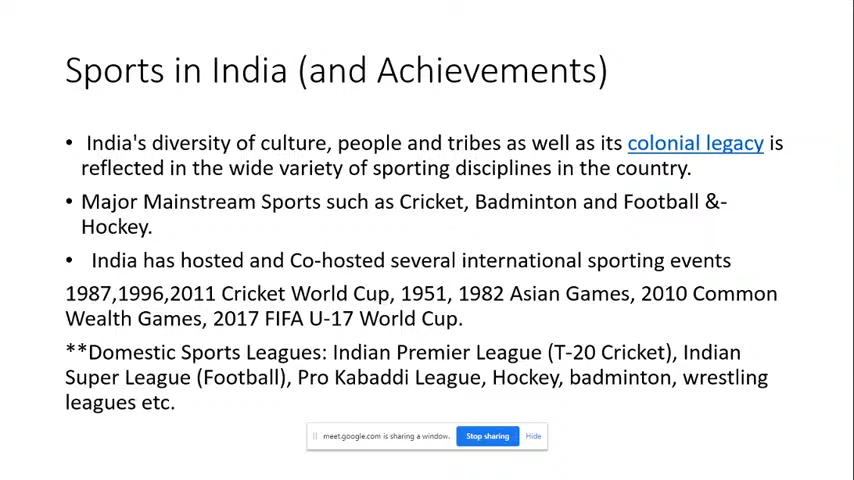 Sports in India (and Achievements)
• India's diversity of culture, people and tribes as well as its colonial legacy is
reflected in the wide variety of sporting disciplines in the country.
• Major Mainstream Sports such as Cricket, Badminton and Football &-
Hockey.
• India has hosted and Co-hosted several international sporting events
1987,1996,2011 Cricket World Cup, 1951, 1982 Asian Games, 2010 Common
Wealth Games, 2017 FIFA U-17 World Cup.
**Domestic Sports Leagues: Indian Premier League (T-20 Cricket), Indian
Super League (Football), Pro Kabaddi League, Hockey, badminton, wrestling
leagues etc.
meet.google.com is sharing a window. Stop sharing Hide